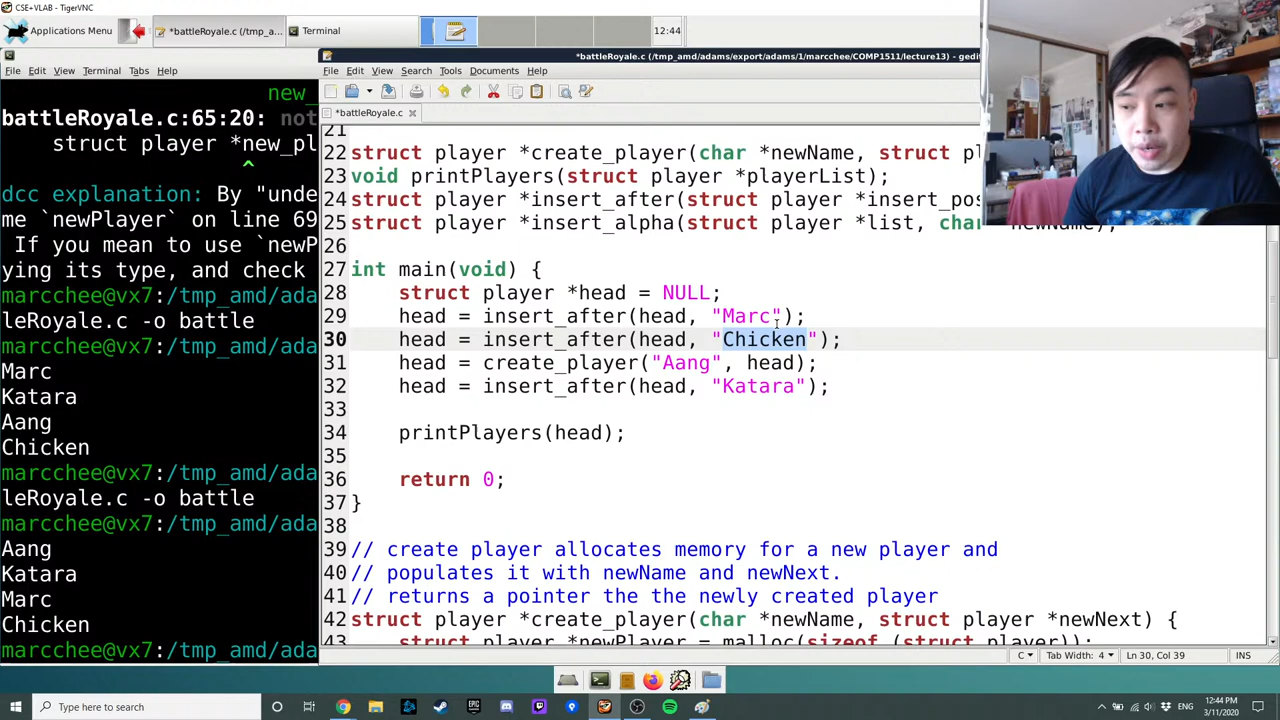 CSE+VLAB - TigerVNC
Applications Menu
*battleRoyale.c (/tmp_a...
Terminal
12:44
*battleRoyale.c (/tmp_amd/adams/export/adams/1/marcchee/COMP1511/lecture13) - gedit
File Edit View Terminal Tabs Help
new_
battleRoyale.c:65:20: not
struct player *new_pl
^
dcc explanation: By "unde
me `newPlayer` on line 69
If you mean to use `newP
ying its type, and check
marcchee@vx7:/tmp_amd/ada
leRoyale.c -o battle
marcchee@vx7:/tmp_amd/ada
Marc
Katara
Aang
Chicken
marcchee@vx7:/tmp_amd/ada
leRoyale.c -o battle
marcchee@vx7:/tmp_amd/ada
Aang
Katara
Marc
Chicken
marcchee@vx7:/tmp_amd/ada
File Edit View Search Tools Documents Help
*battleRoyale.c
21
22 struct player *create_player(char *newName, struct pl
23 void printPlayers(struct player *playerList);
24 struct player *insert_after(struct player *insert_pos
25 struct player *insert_alpha(struct player *list, char newName);
26
27 int main(void) {
28 struct player *head = NULL;
29 head = insert_after(head, "Marc");
30 head = insert_after(head, "Chicken");
31 head = create_player("Aang", head);
32 head = insert_after(head, "Katara");
33
34 printPlayers(head);
35
36 return 0;
37 }
38
39 // create player allocates memory for a new player and
40 // populates it with newName and newNext.
41 // returns a pointer the the newly created player
42 struct player *create_player(char *newName, struct player *newNext) {
43 struct player *newPlayer = malloc(sizeof (struct player));
C Tab Width: 4 Ln 30, Col 39 INS
Type here to search
ENG
12:44 PM
3/11/2020